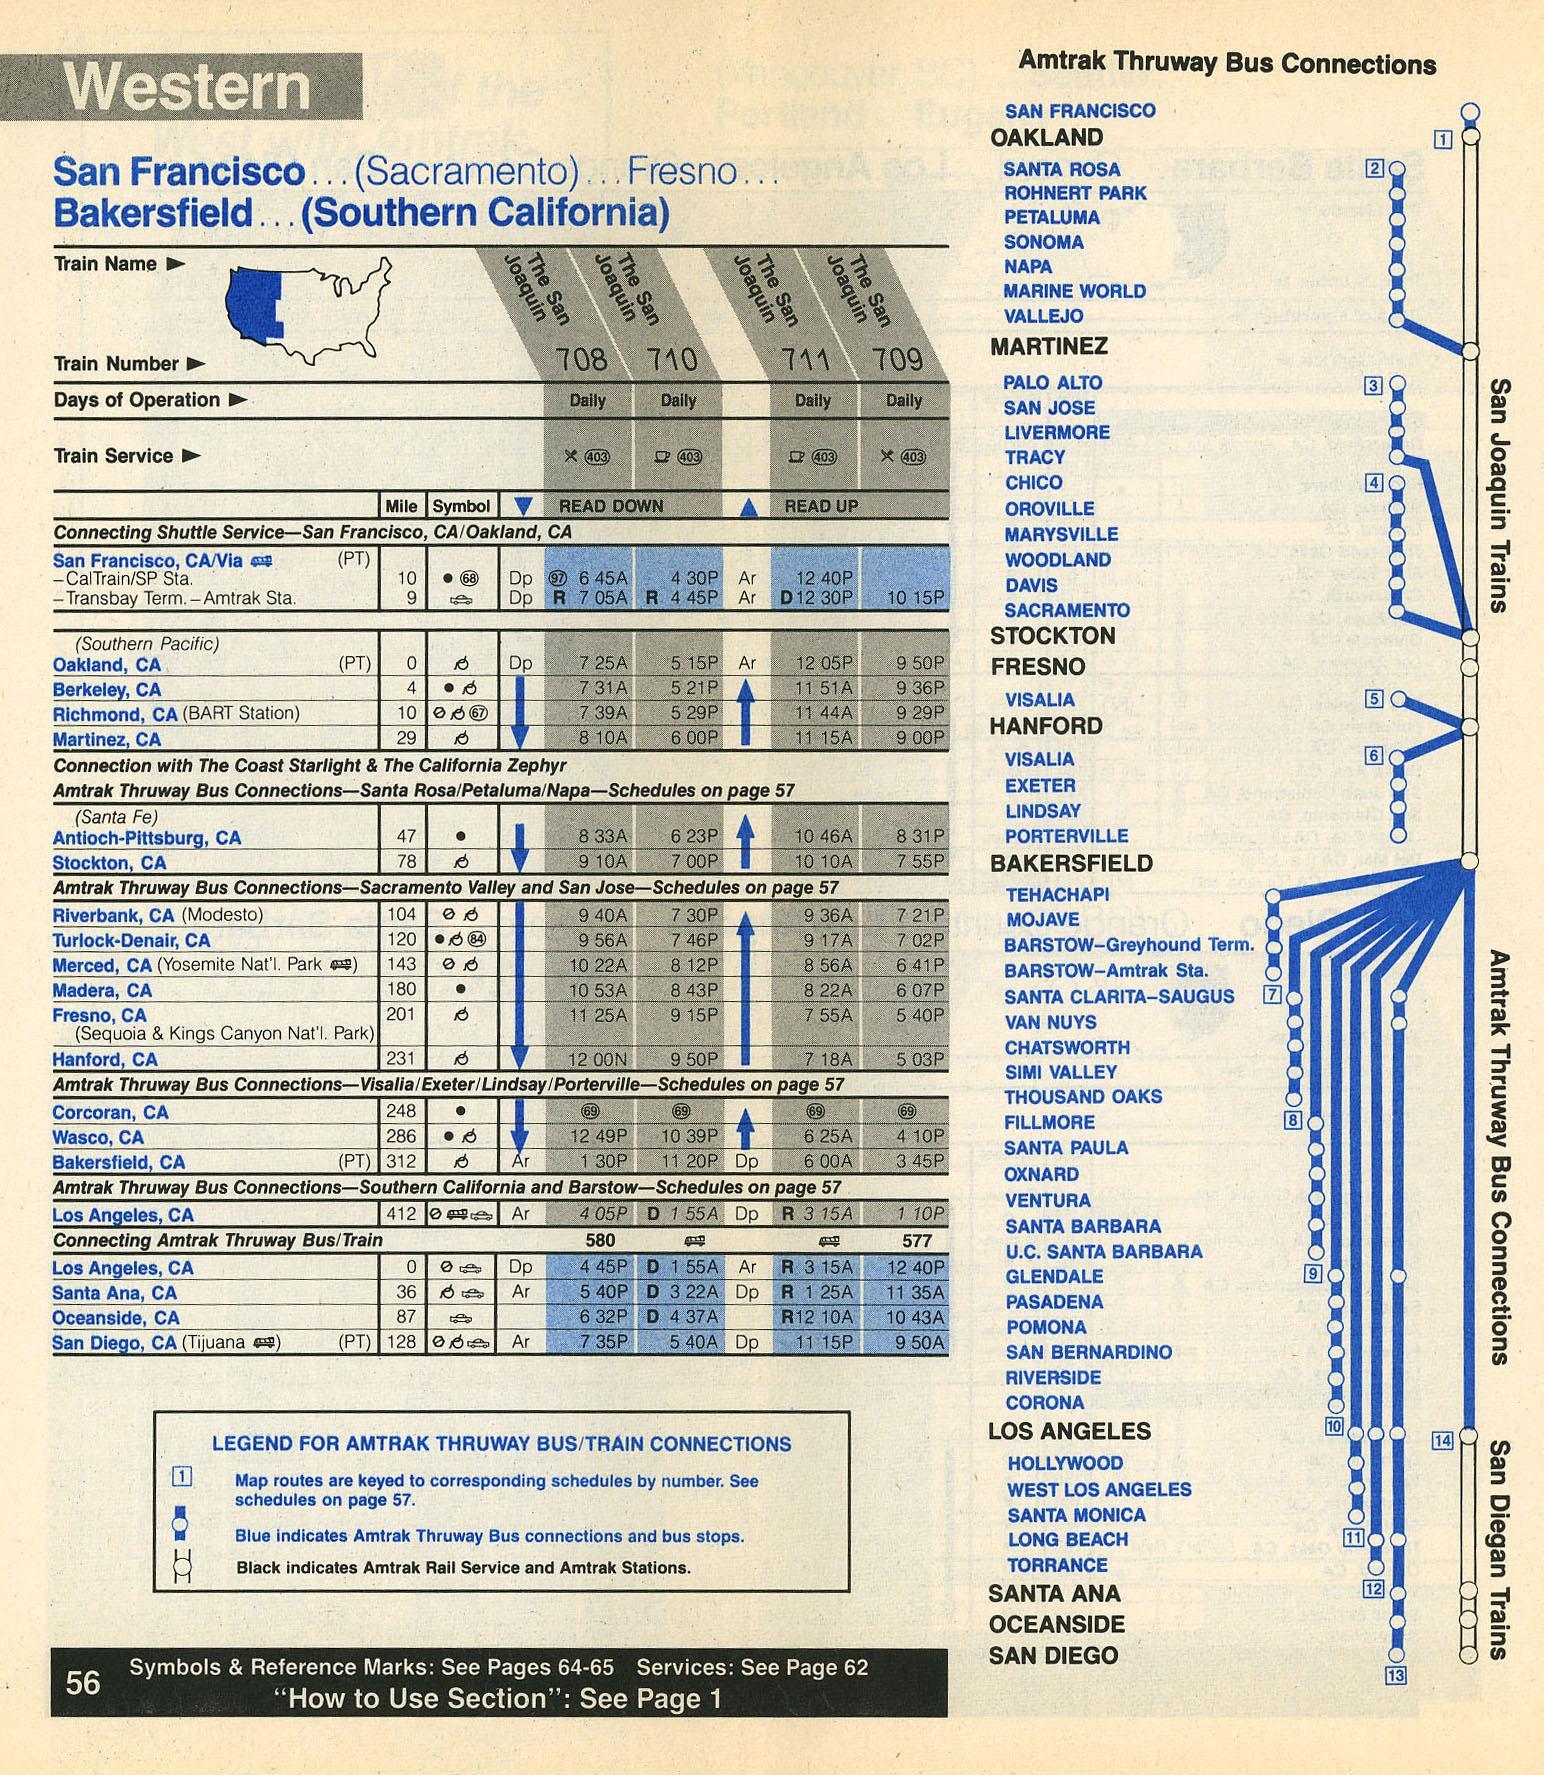 Western
San Francisco...(Sacramento)...Fresno...
Bakersfield...(Southern California)
Train Name ►
The San Joaquin The San Joaquin The San Joaquin The San Joaquin
Train Number ► 708 710 711 709
Days of Operation ► Daily Daily Daily Daily
Train Service ► 403 403 403 403
Mile Symbol ▼ READ DOWN ▲ READ UP
Connecting Shuttle Service—San Francisco, CA/Oakland, CA
San Francisco, CA/Via (PT)
–CalTrain/SP Sta. 10 ● 68 Dp 97 6 45A 4 30P Ar 12 40P
–Transbay Term.–Amtrak Sta. 9 Dp R 7 05A R 4 45P Ar D 12 30P 10 15P
(Southern Pacific)
Oakland, CA (PT) 0 Dp 7 25A 5 15P Ar 12 05P 9 50P
Berkeley, CA 4 ● 7 31A 5 21P 11 51A 9 36P
Richmond, CA (BART Station) 10 67 7 39A 5 29P 11 44A 9 29P
Martinez, CA 29 8 10A 6 00P 11 15A 9 00P
Connection with The Coast Starlight & The California Zephyr
Amtrak Thruway Bus Connections—Santa Rosa/Petaluma/Napa—Schedules on page 57
(Santa Fe)
Antioch-Pittsburg, CA 47 ● 8 33A 6 23P 10 46A 8 31P
Stockton, CA 78 9 10A 7 00P 10 10A 7 55P
Amtrak Thruway Bus Connections—Sacramento Valley and San Jose—Schedules on page 57
Riverbank, CA (Modesto) 104 9 40A 7 30P 9 36A 7 21P
Turlock-Denair, CA 120 ● 84 9 56A 7 46P 9 17A 7 02P
Merced, CA (Yosemite Nat'l. Park) 143 10 22A 8 12P 8 56A 6 41P
Madera, CA 180 ● 10 53A 8 43P 8 22A 6 07P
Fresno, CA 201 11 25A 9 15P 7 55A 5 40P
(Sequoia & Kings Canyon Nat'l. Park)
Hanford, CA 231 12 00N 9 50P 7 18A 5 03P
Amtrak Thruway Bus Connections—Visalia/Exeter/Lindsay/Porterville—Schedules on page 57
Corcoran, CA 248 ● 69 69 69 69
Wasco, CA 286 ● 12 49P 10 39P 6 25A 4 10P
Bakersfield, CA (PT) 312 Ar 1 30P 11 20P Dp 6 00A 3 45P
Amtrak Thruway Bus Connections—Southern California and Barstow—Schedules on page 57
Los Angeles, CA 412 Ar 4 05P D 1 55A Dp R 3 15A 1 10P
Connecting Amtrak Thruway Bus/Train 580 577
Los Angeles, CA 0 Dp 4 45P D 1 55A Ar R 3 15A 12 40P
Santa Ana, CA 36 Ar 5 40P D 3 22A Dp R 1 25A 11 35A
Oceanside, CA 87 6 32P D 4 37A R12 10A 10 43A
San Diego, CA (Tijuana) (PT) 128 Ar 7 35P 5 40A Dp 11 15P 9 50A
LEGEND FOR AMTRAK THRUWAY BUS/TRAIN CONNECTIONS
1 Map routes are keyed to corresponding schedules by number. See
schedules on page 57.
Blue indicates Amtrak Thruway Bus connections and bus stops.
Black indicates Amtrak Rail Service and Amtrak Stations.
56 Symbols & Reference Marks: See Pages 64-65 Services: See Page 62
"How to Use Section": See Page 1
Amtrak Thruway Bus Connections
SAN FRANCISCO
OAKLAND 1
SANTA ROSA 2
ROHNERT PARK
PETALUMA
SONOMA
NAPA
MARINE WORLD
VALLEJO
MARTINEZ
PALO ALTO 3
SAN JOSE
LIVERMORE
TRACY
CHICO 4
OROVILLE
MARYSVILLE
WOODLAND
DAVIS
SACRAMENTO
STOCKTON
FRESNO
VISALIA 5
HANFORD
VISALIA 6
EXETER
LINDSAY
PORTERVILLE
BAKERSFIELD
TEHACHAPI
MOJAVE
BARSTOW–Greyhound Term.
BARSTOW–Amtrak Sta.
SANTA CLARITA–SAUGUS 7
VAN NUYS
CHATSWORTH
SIMI VALLEY
THOUSAND OAKS
FILLMORE 8
SANTA PAULA
OXNARD
VENTURA
SANTA BARBARA
U.C. SANTA BARBARA
GLENDALE 9
PASADENA
POMONA
SAN BERNARDINO
RIVERSIDE
CORONA
LOS ANGELES 10 14
HOLLYWOOD
WEST LOS ANGELES
SANTA MONICA
LONG BEACH 11
TORRANCE
SANTA ANA 12
OCEANSIDE
SAN DIEGO
13
San Joaquin Trains
Amtrak Thruway Bus Connections
San Diegan Trains